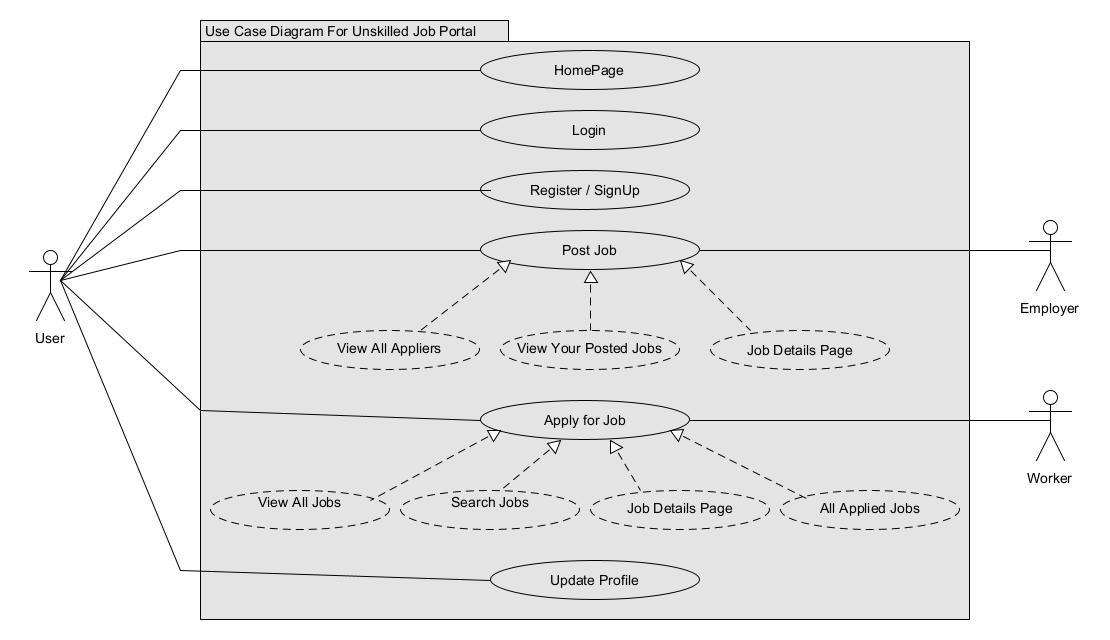 Use Case Diagram For Unskilled Job Portal
HomePage
Login
Register / SignUp
Post Job
User
Employer
View All Appliers
View Your Posted Jobs
Job Details Page
Apply for Job
Worker
View All Jobs
Search Jobs
Job Details Page
All Applied Jobs
Update Profile